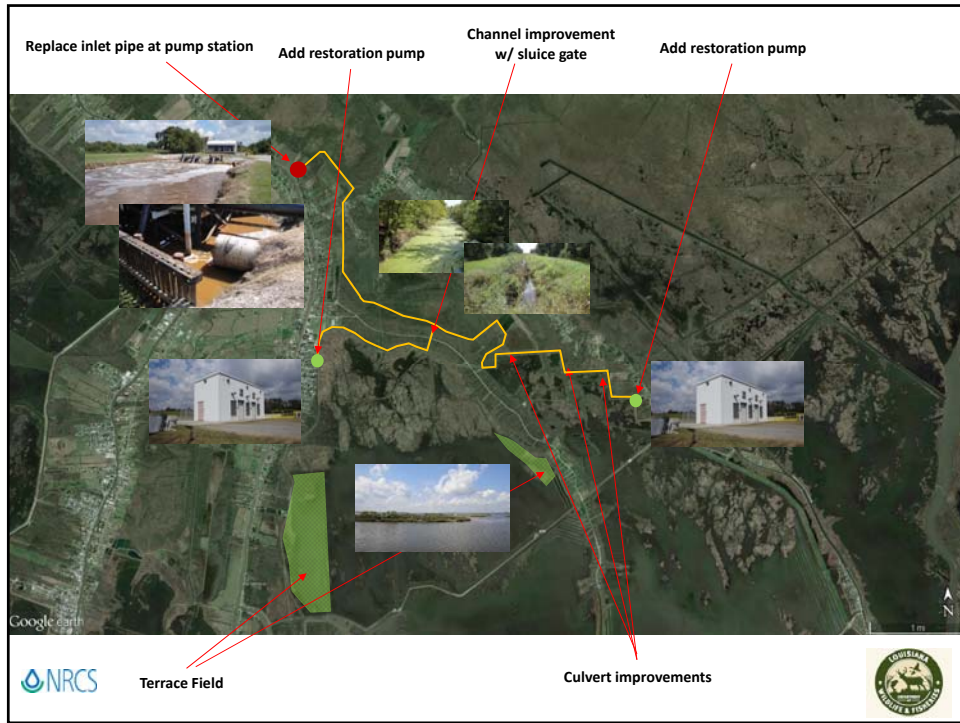 Replace inlet pipe at pump station
Add restoration pump
Channel improvement
w/ sluice gate
Add restoration pump
Google earth
N
1 mi
NRCS
Terrace Field
Culvert improvements
LOUISIANA
WILDLIFE & FISHERIES